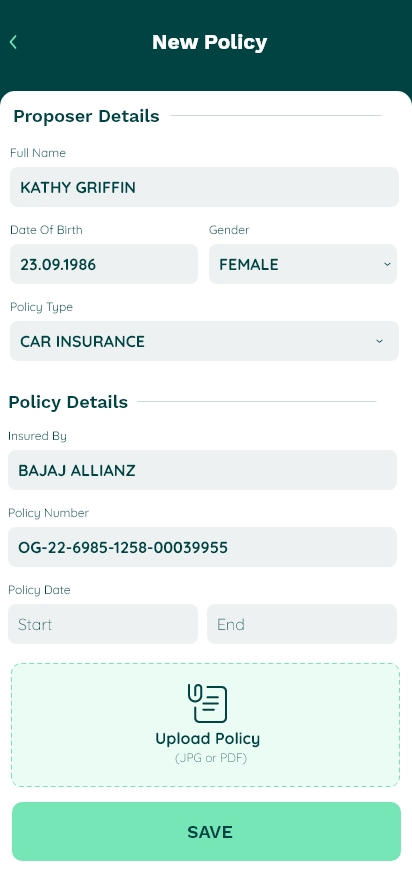 New Policy
Proposer Details
Full Name
KATHY GRIFFIN
Date Of Birth Gender
23.09.1986 FEMALE
Policy Type
CAR INSURANCE
Policy Details
Insured By
BAJAJ ALLIANZ
Policy Number
OG-22-6985-1258-00039955
Policy Date
Start End
Upload Policy
(JPG or PDF)
SAVE